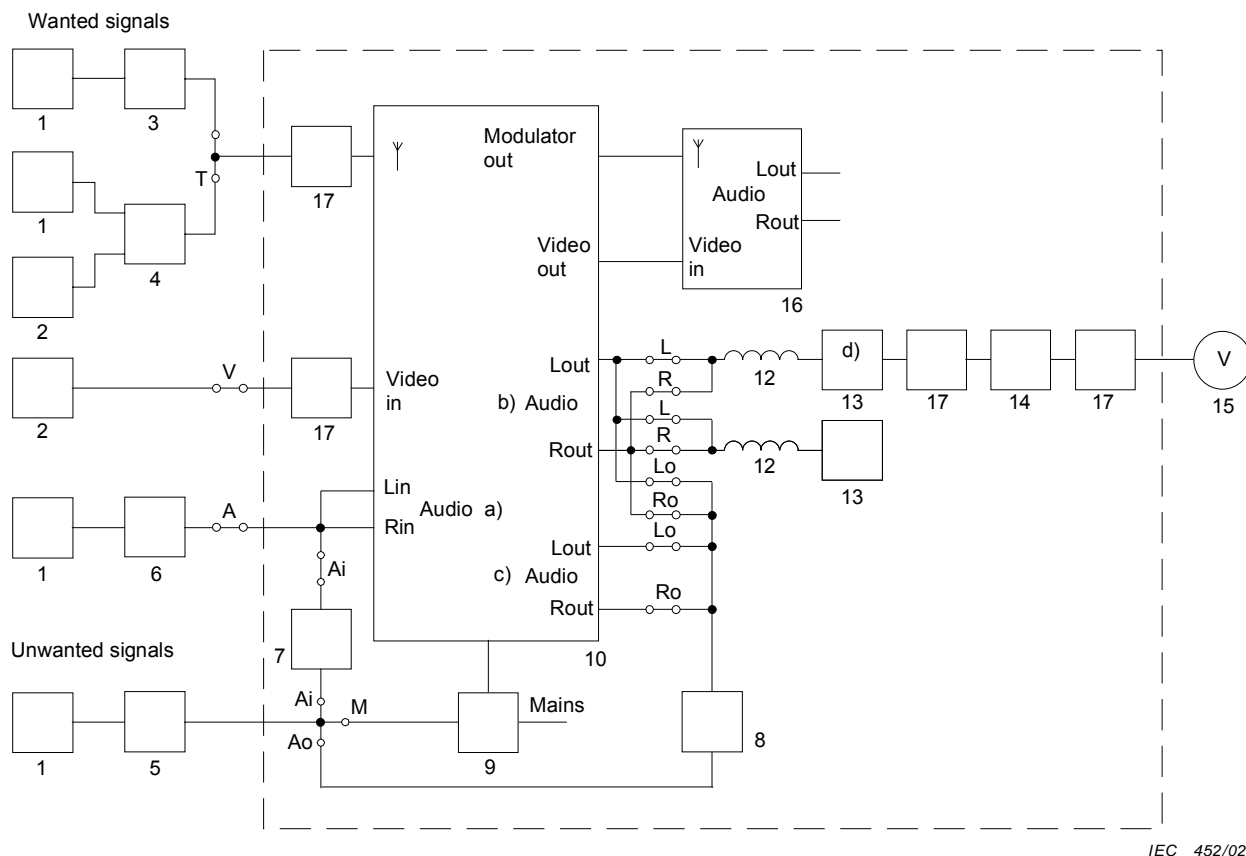 Wanted signals
1
3
T
1
4
2
17
Modulator
out
Lout
Audio
Rout
Video
out
Video
in
16
V
2
17
Video
in
Lout
b) Audio
Rout
L
R
L
R
Lo
Ro
Lo
Ro
12
d)
13
17
14
17
V
15
12
13
A
1
6
Lin
Audio a)
Rin
Ai
7
Lout
c) Audio
Rout
10
Unwanted signals
1
5
Ai
M
Ao
Mains
9
8
IEC 452/02